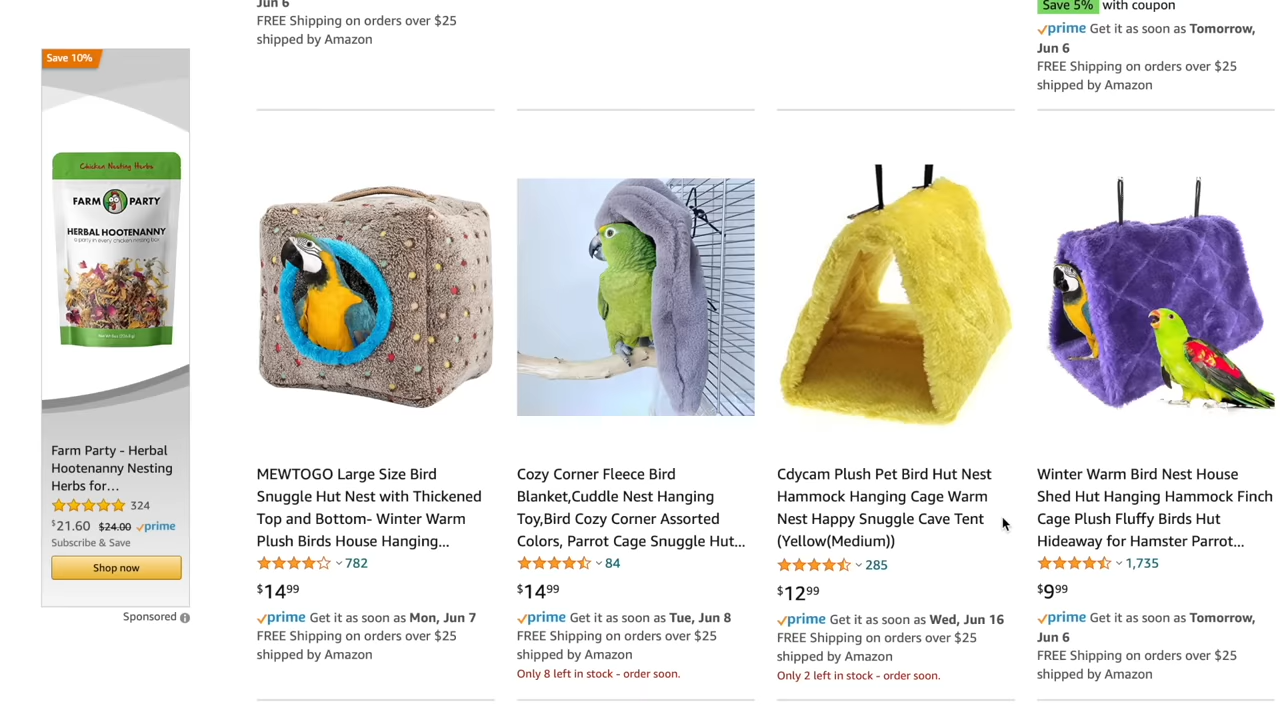 Jun 6
FREE Shipping on orders over $25
shipped by Amazon
Save 5% with coupon
prime Get it as soon as Tomorrow,
Jun 6
FREE Shipping on orders over $25
shipped by Amazon
Save 10%
Chicken Nesting Herbs
FARM PARTY
HERBAL HOOTENANNY
a party in every chicken nesting box
Farm Party - Herbal
Hootenanny Nesting
Herbs for...
324
$21.60 $24.00 prime
Subscribe & Save
Shop now
Sponsored
MEWTOGO Large Size Bird
Snuggle Hut Nest with Thickened
Top and Bottom- Winter Warm
Plush Birds House Hanging...
782
$14.99
prime Get it as soon as Mon, Jun 7
FREE Shipping on orders over $25
shipped by Amazon
Cozy Corner Fleece Bird
Blanket,Cuddle Nest Hanging
Toy,Bird Cozy Corner Assorted
Colors, Parrot Cage Snuggle Hut...
84
$14.99
prime Get it as soon as Tue, Jun 8
FREE Shipping on orders over $25
shipped by Amazon
Only 8 left in stock - order soon.
Cdycam Plush Pet Bird Hut Nest
Hammock Hanging Cage Warm
Nest Happy Snuggle Cave Tent
(Yellow(Medium))
285
$12.99
prime Get it as soon as Wed, Jun 16
FREE Shipping on orders over $25
shipped by Amazon
Only 2 left in stock - order soon.
Winter Warm Bird Nest House
Shed Hut Hanging Hammock Finch
Cage Plush Fluffy Birds Hut
Hideaway for Hamster Parrot...
1,735
$9.99
prime Get it as soon as Tomorrow,
Jun 6
FREE Shipping on orders over $25
shipped by Amazon